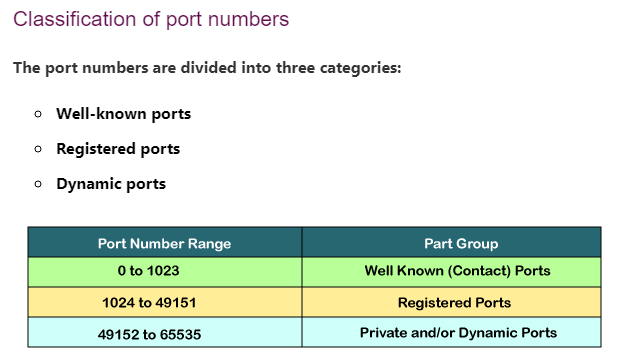 Classification of port numbers
The port numbers are divided into three categories:
Well-known ports
Registered ports
Dynamic ports
Port Number Range Part Group
0 to 1023 Well Known (Contact) Ports
1024 to 49151 Registered Ports
49152 to 65535 Private and/or Dynamic Ports